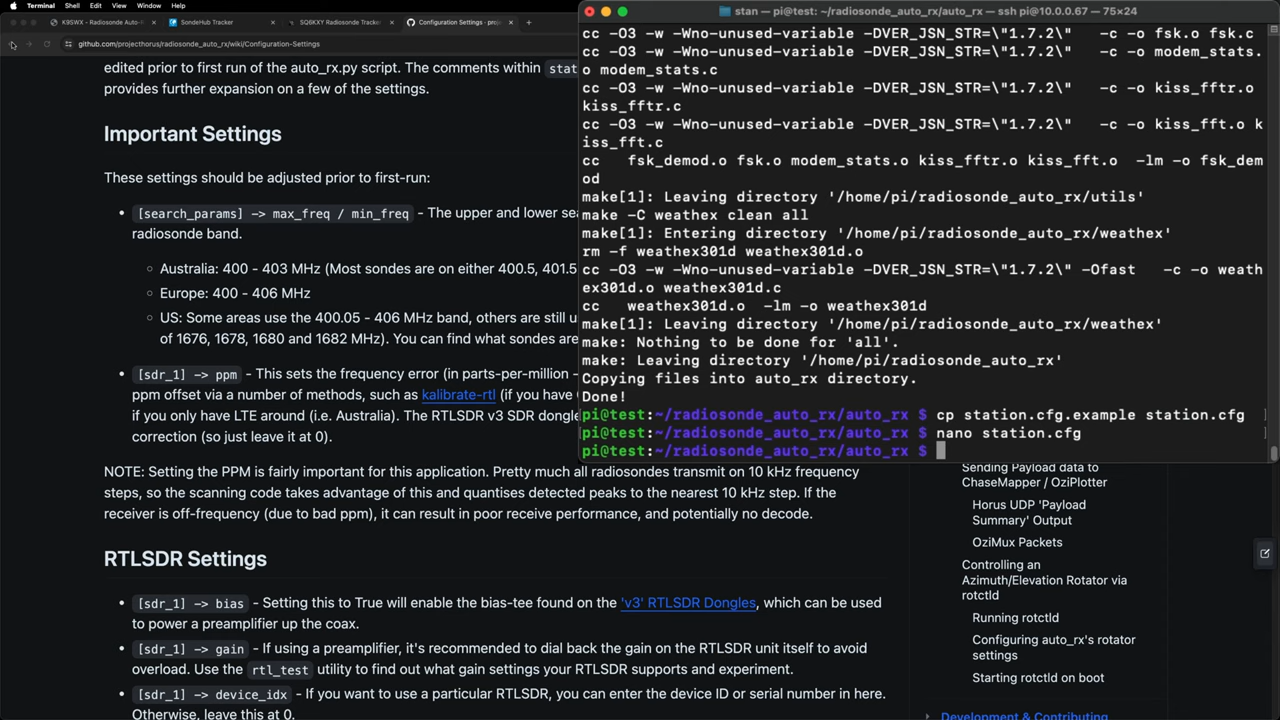 Terminal Shell Edit View Window Help
K9SWX - Radiosonde Auto-
SondeHub Tracker
SQ6KXY Radiosonde Tracker
Configuration Settings · proj
github.com/projecthorus/radiosonde_auto_rx/wiki/Configuration-Settings
edited prior to first run of the auto_rx.py script. The comments within stat
provides further expansion on a few of the settings.
Important Settings
These settings should be adjusted prior to first-run:
[search_params] -> max_freq / min_freq - The upper and lower sea
radiosonde band.
Australia: 400 - 403 MHz (Most sondes are on either 400.5, 401.5
Europe: 400 - 406 MHz
US: Some areas use the 400.05 - 406 MHz band, others are still u
of 1676, 1678, 1680 and 1682 MHz). You can find what sondes are
[sdr_1] -> ppm - This sets the frequency error (in parts-per-million -
ppm offset via a number of methods, such as kalibrate-rtl (if you have
if you only have LTE around (i.e. Australia). The RTLSDR v3 SDR dongle
correction (so just leave it at 0).
NOTE: Setting the PPM is fairly important for this application. Pretty much all radiosondes transmit on 10 kHz frequency
steps, so the scanning code takes advantage of this and quantises detected peaks to the nearest 10 kHz step. If the
receiver is off-frequency (due to bad ppm), it can result in poor receive performance, and potentially no decode.
RTLSDR Settings
[sdr_1] -> bias - Setting this to True will enable the bias-tee found on the 'v3' RTLSDR Dongles, which can be used
to power a preamplifier up the coax.
[sdr_1] -> gain - If using a preamplifier, it's recommended to dial back the gain on the RTLSDR unit itself to avoid
overload. Use the rtl_test utility to find out what gain settings your RTLSDR supports and experiment.
[sdr_1] -> device_idx - If you want to use a particular RTLSDR, you can enter the device ID or serial number in here.
Otherwise, leave this at 0.
stan — pi@test: ~/radiosonde_auto_rx/auto_rx — ssh pi@10.0.0.67 — 75×24
cc -O3 -w -Wno-unused-variable -DVER_JSN_STR=\"1.7.2\" -c -o fsk.o fsk.c
cc -O3 -w -Wno-unused-variable -DVER_JSN_STR=\"1.7.2\" -c -o modem_stats.
o modem_stats.c
cc -O3 -w -Wno-unused-variable -DVER_JSN_STR=\"1.7.2\" -c -o kiss_fftr.o
kiss_fftr.c
cc -O3 -w -Wno-unused-variable -DVER_JSN_STR=\"1.7.2\" -c -o kiss_fft.o k
iss_fft.c
cc fsk_demod.o fsk.o modem_stats.o kiss_fftr.o kiss_fft.o -lm -o fsk_dem
od
make[1]: Leaving directory '/home/pi/radiosonde_auto_rx/utils'
make -C weathex clean all
make[1]: Entering directory '/home/pi/radiosonde_auto_rx/weathex'
rm -f weathex301d weathex301d.o
cc -O3 -w -Wno-unused-variable -DVER_JSN_STR=\"1.7.2\" -Ofast -c -o weath
ex301d.o weathex301d.c
cc weathex301d.o -lm -o weathex301d
make[1]: Leaving directory '/home/pi/radiosonde_auto_rx/weathex'
make: Nothing to be done for 'all'.
make: Leaving directory '/home/pi/radiosonde_auto_rx'
Copying files into auto_rx directory.
Done!
pi@test:~/radiosonde_auto_rx/auto_rx $ cp station.cfg.example station.cfg ]
pi@test:~/radiosonde_auto_rx/auto_rx $ nano station.cfg ]
pi@test:~/radiosonde_auto_rx/auto_rx $
Sending Payload data to
ChaseMapper / OziPlotter
Horus UDP 'Payload
Summary' Output
OziMux Packets
Controlling an
Azimuth/Elevation Rotator via
rotctld
Running rotctld
Configuring auto_rx's rotator
settings
Starting rotctld on boot
Development & Contributing